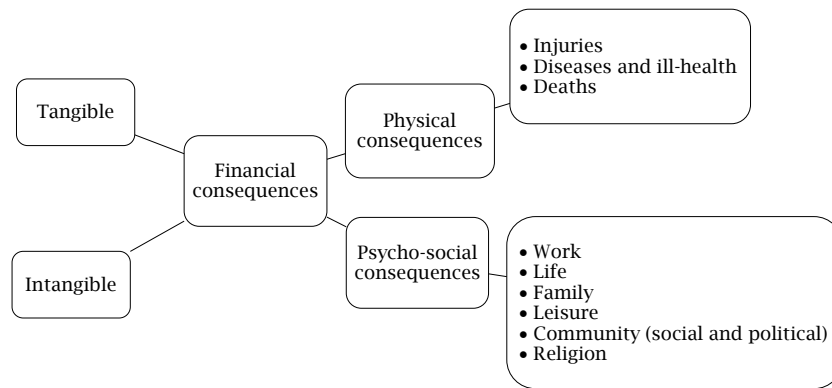 Tangible
Intangible
Financial
consequences
Physical
consequences
Psycho-social
consequences
• Injuries
• Diseases and ill-health
• Deaths
• Work
• Life
• Family
• Leisure
• Community (social and political)
• Religion